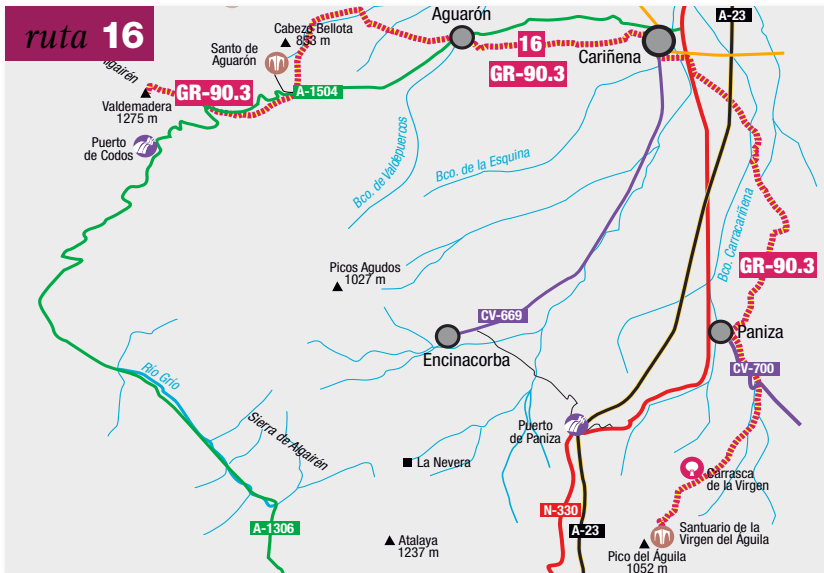 ruta 16
Aguarón
A-23
Cabezo Bellota
853 m
16
Cariñena
Santo de
Aguarón
GR-90.3
Algairén
GR-90.3
A-1504
Valdemadera
1275 m
Puerto
de Codos
Bco. de Valdepuercos
Bco. de la Esquina
Bco. Carracariñena
Picos Agudos
1027 m
GR-90.3
CV-669
Paniza
Encinacorba
CV-700
Río Grío
Sierra de Algairén
Puerto
de Paniza
La Nevera
Carrasca
de la Virgen
N-330
A-1306
A-23
Santuario de la
Virgen del Águila
Atalaya
1237 m
Pico del Águila
1052 m